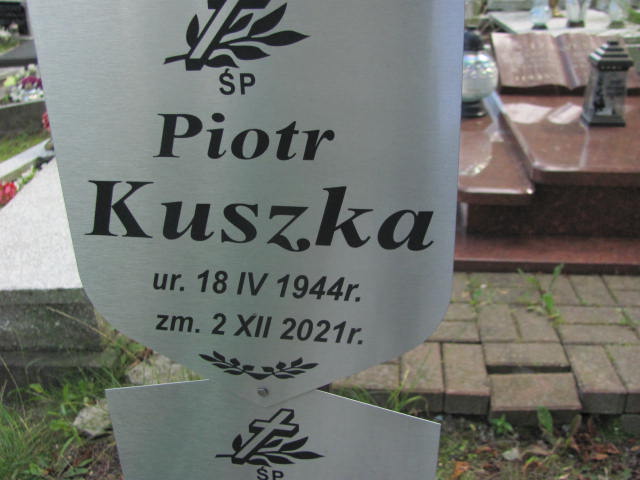 ŚP
Piotr
Kuszka
ur. 18 IV 1944r.
zm. 2 XII 2021r.
ŚP